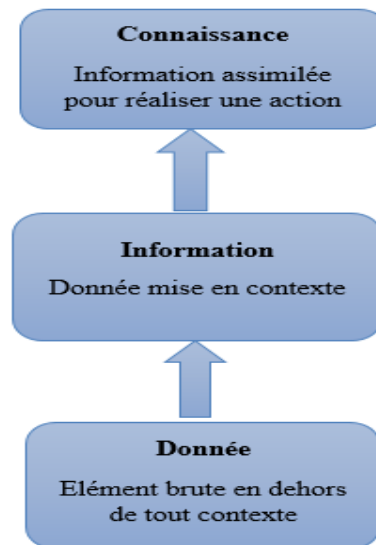 Connaissance
Information assimilée
pour réaliser une action
Information
Donnée mise en contexte
Donnée
Elément brute en dehors
de tout contexte